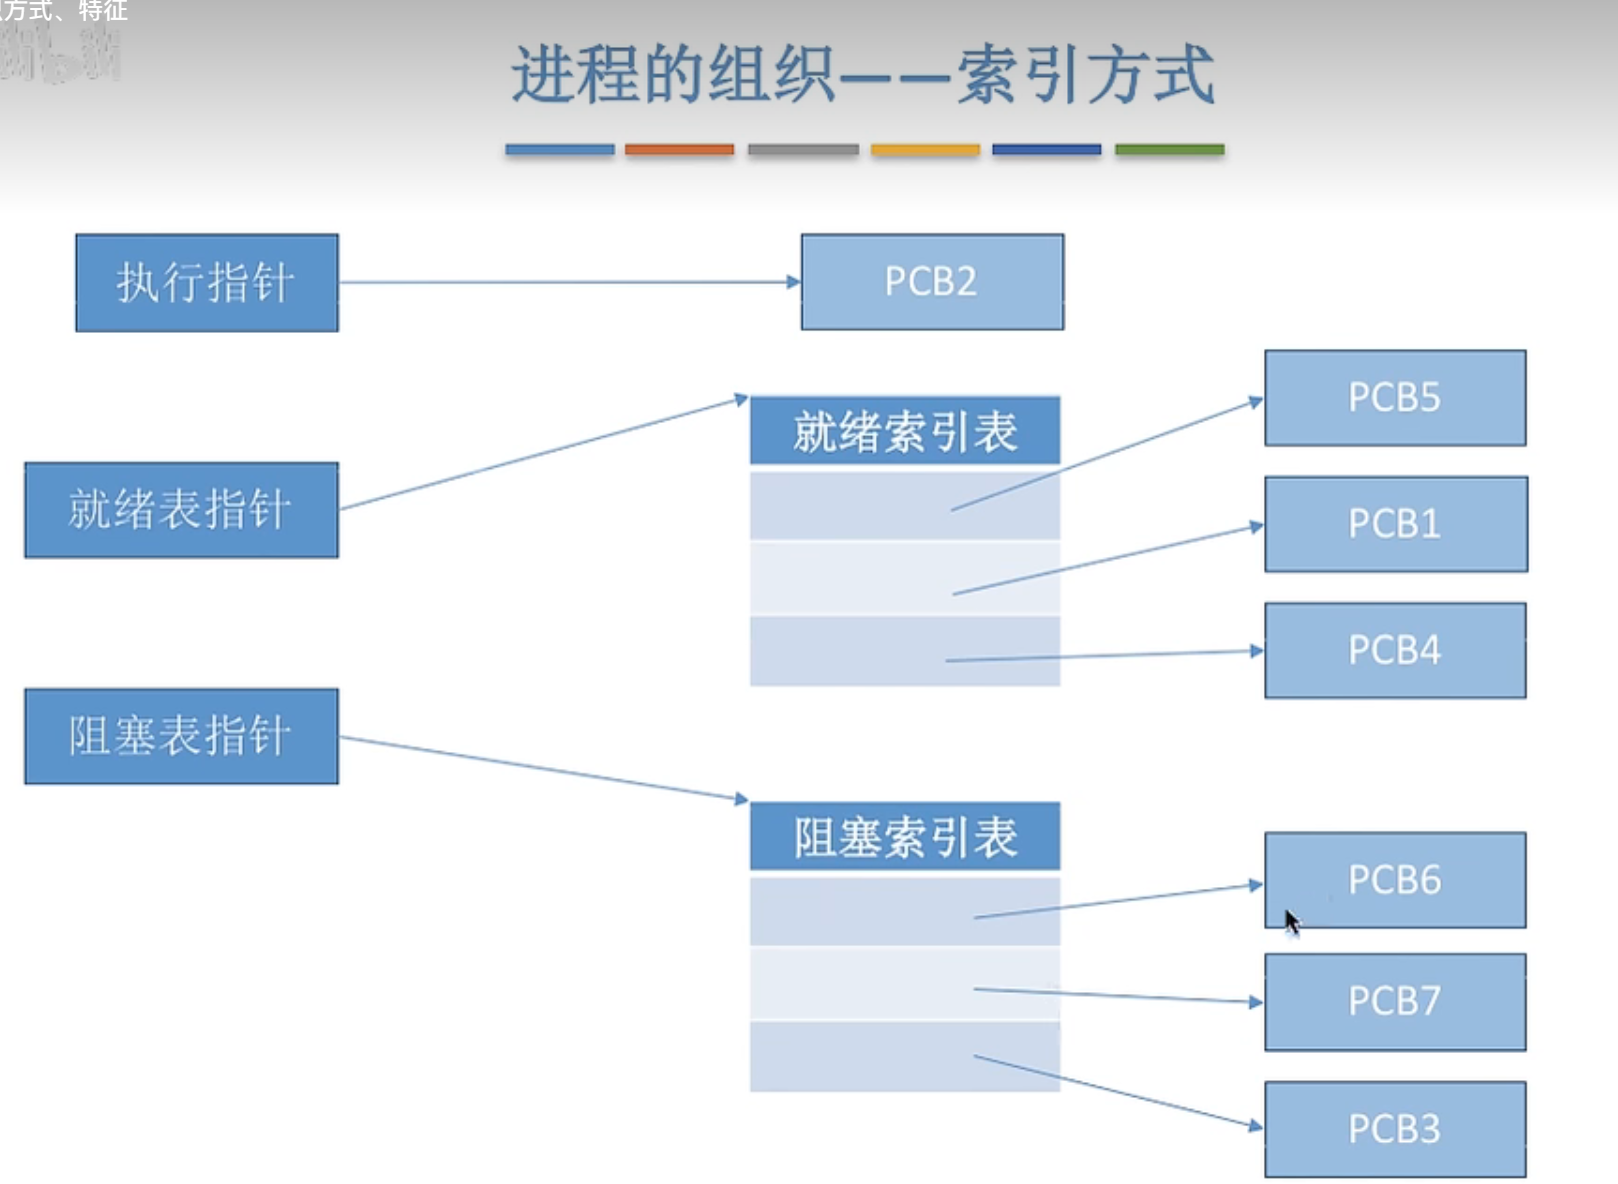 方式、特征
进程的组织——索引方式
执行指针
PCB2
就绪表指针
就绪索引表
PCB5
PCB1
PCB4
阻塞表指针
阻塞索引表
PCB6
PCB7
PCB3